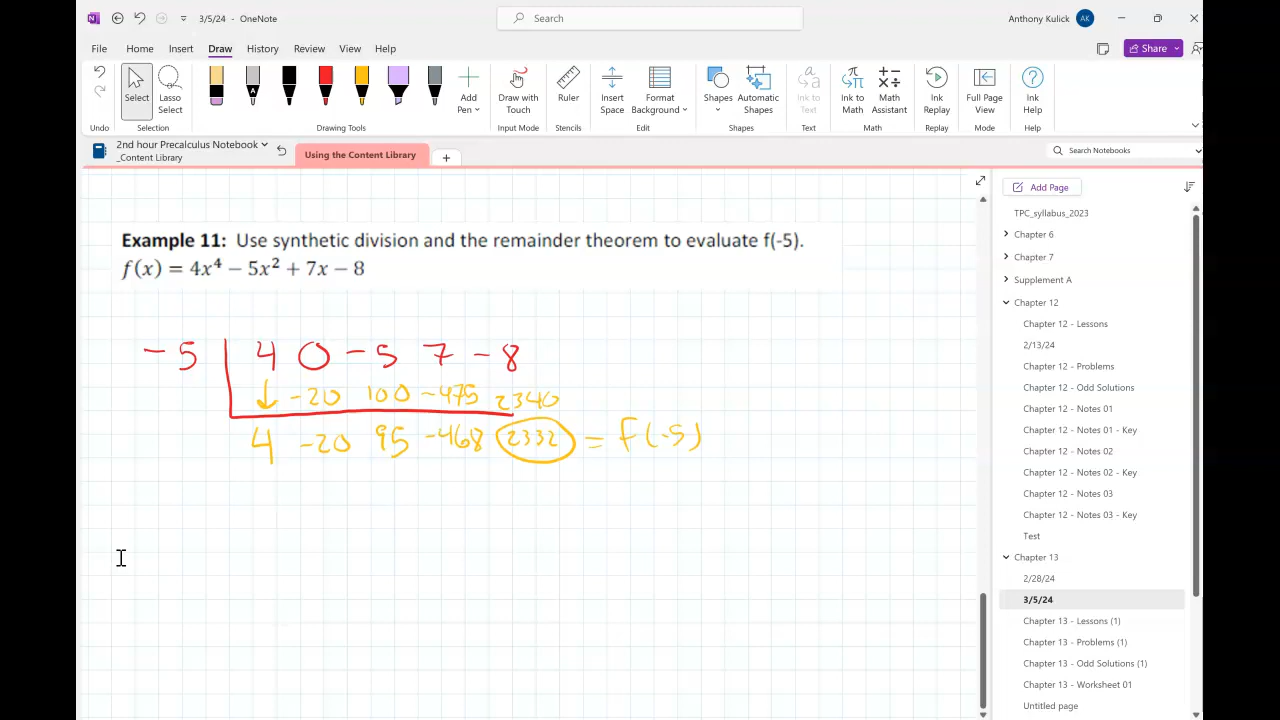 3/5/24 - OneNote
Search
Anthony Kulick AK
File Home Insert Draw History Review View Help Share
Select
Lasso Select
A
Add Pen
Draw with Touch
Ruler
Insert Space
Format Background
Shapes
Automatic Shapes
Ink to Text
Ink to Math
Math Assistant
Ink Replay
Full Page View
Ink Help
Undo Selection Drawing Tools Input Mode Stencils Edit Shapes Text Math Replay Mode Help
2nd hour Precalculus Notebook
_Content Library
Using the Content Library
+
Search Notebooks
Example 11: Use synthetic division and the remainder theorem to evaluate f(-5).
f(x) = 4x⁴ − 5x² + 7x − 8
-5 | 4 0 -5 7 -8
↓ -20 100 -475 2340
4 -20 95 -468 2332 = f(-5)
Add Page
TPC_syllabus_2023
Chapter 6
Chapter 7
Supplement A
Chapter 12
Chapter 12 - Lessons
2/13/24
Chapter 12 - Problems
Chapter 12 - Odd Solutions
Chapter 12 - Notes 01
Chapter 12 - Notes 01 - Key
Chapter 12 - Notes 02
Chapter 12 - Notes 02 - Key
Chapter 12 - Notes 03
Chapter 12 - Notes 03 - Key
Test
Chapter 13
2/28/24
3/5/24
Chapter 13 - Lessons (1)
Chapter 13 - Problems (1)
Chapter 13 - Odd Solutions (1)
Chapter 13 - Worksheet 01
Untitled page